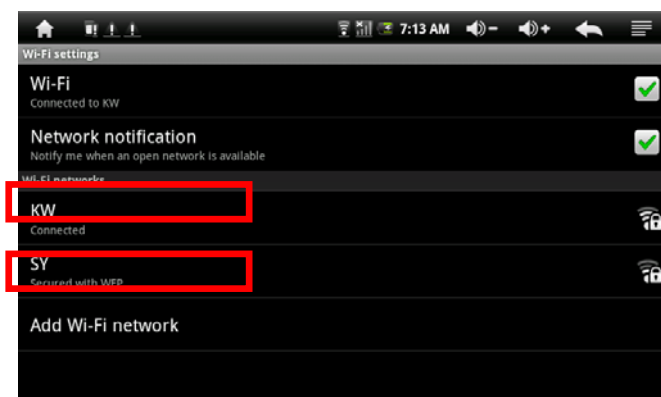 7:13 AM
Wi-Fi settings
Wi-Fi
Connected to KW
Network notification
Notify me when an open network is available
Wi-Fi networks
KW
Connected
SY
Secured with WEP
Add Wi-Fi network